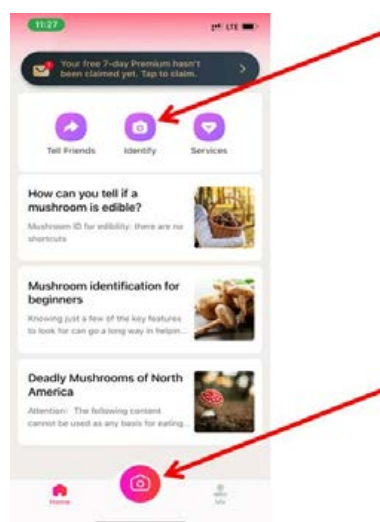 11:27
LTE
Your free 7-day Premium hasn't
been claimed yet. Tap to claim.
Tell Friends
Identify
Services
How can you tell if a
mushroom is edible?
Mushroom ID for edibility: there are no
shortcuts
Mushroom identification for
beginners
Knowing just a few of the key features
to look for can go a long way in helpin...
Deadly Mushrooms of North
America
Attention: The following content
cannot be used as any basis for eating...
Home
Me